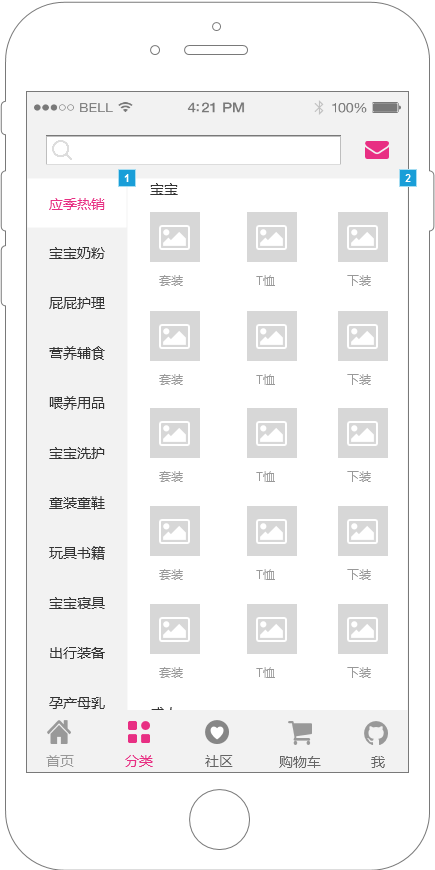 BELL 4:21 PM 100%
1 2
应季热销
宝宝奶粉
屁屁护理
营养辅食
喂养用品
宝宝洗护
童装童鞋
玩具书籍
宝宝寝具
出行装备
孕产母乳
宝宝
套装 T恤 下装
套装 T恤 下装
套装 T恤 下装
套装 T恤 下装
套装 T恤 下装
首页 分类 社区 购物车 我